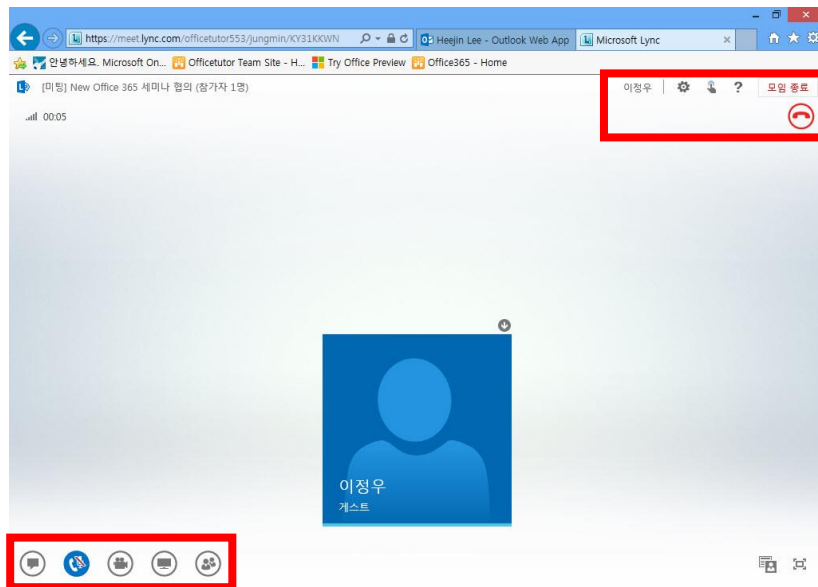 https://meet.lync.com/officetutor553/jungmin/KY31KKWN
Heejin Lee - Outlook Web App
Microsoft Lync
안녕하세요. Microsoft On...
Officetutor Team Site - H...
Try Office Preview
Office365 - Home
[미팅] New Office 365 세미나 협의 (참가자 1명)
이정우
?
모임 종료
00:05
이정우
게스트